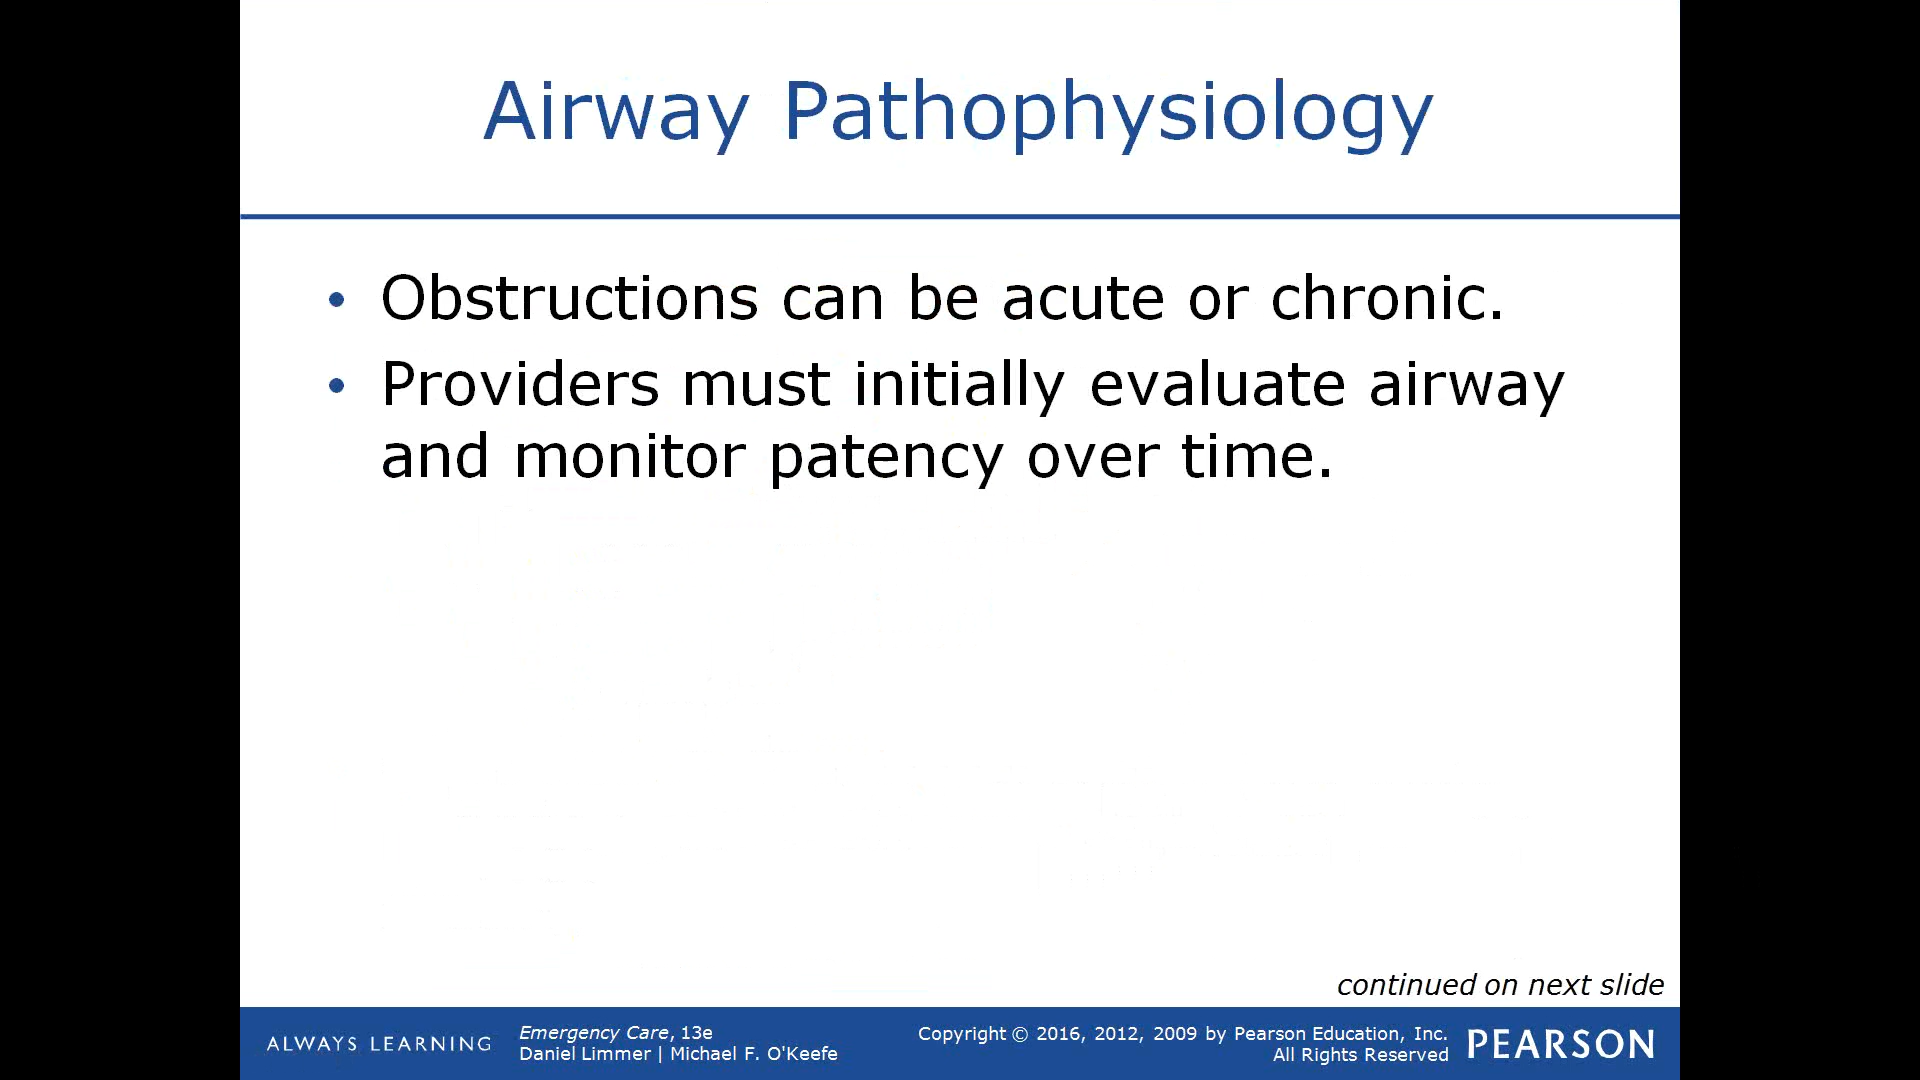 Airway Pathophysiology
• Obstructions can be acute or chronic.
• Providers must initially evaluate airway
and monitor patency over time.
continued on next slide
ALWAYS LEARNING
Emergency Care, 13e
Daniel Limmer | Michael F. O'Keefe
Copyright © 2016, 2012, 2009 by Pearson Education, Inc.
All Rights Reserved
PEARSON